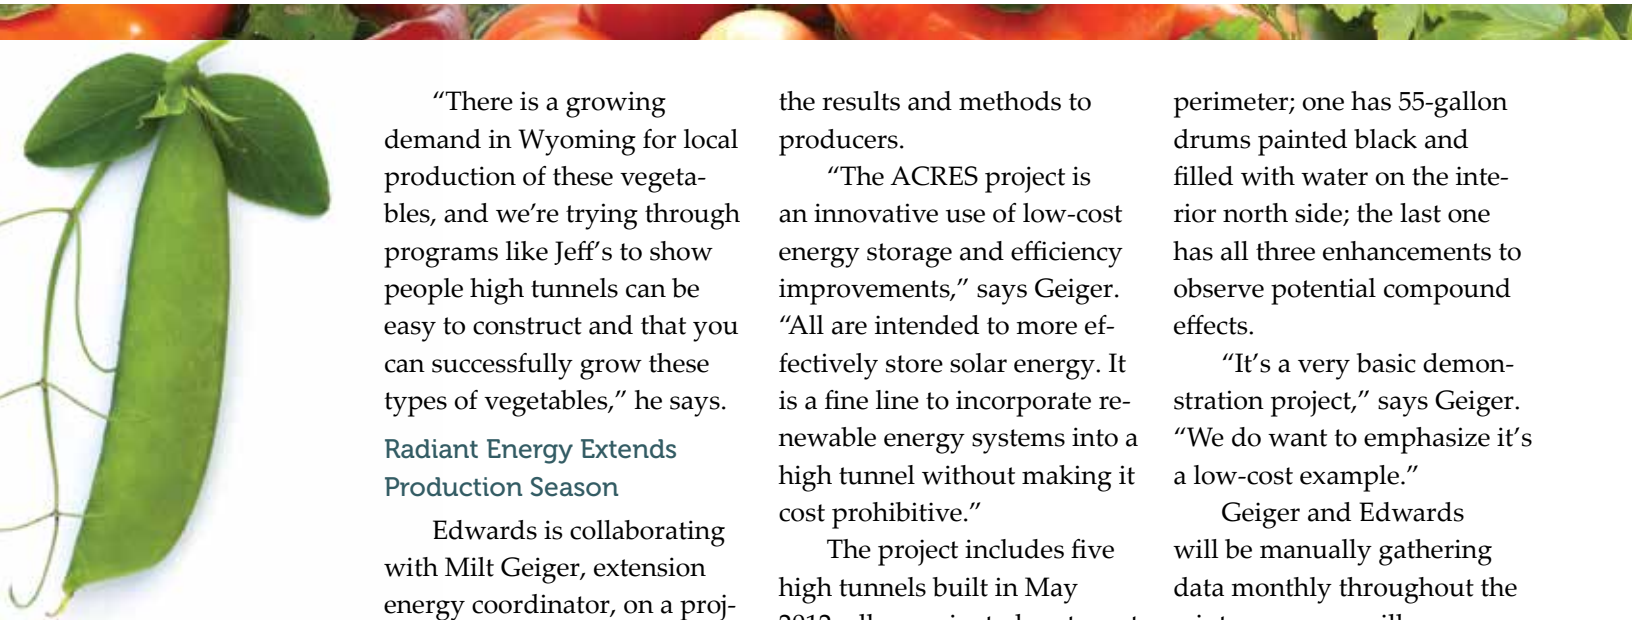 “There is a growing
demand in Wyoming for local
production of these vegeta-
bles, and we’re trying through
programs like Jeff’s to show
people high tunnels can be
easy to construct and that you
can successfully grow these
types of vegetables,” he says.
Radiant Energy Extends
Production Season
Edwards is collaborating
with Milt Geiger, extension
energy coordinator, on a proj-
the results and methods to
producers.
“The ACRES project is
an innovative use of low-cost
energy storage and efficiency
improvements,” says Geiger.
“All are intended to more ef-
fectively store solar energy. It
is a fine line to incorporate re-
newable energy systems into a
high tunnel without making it
cost prohibitive.”
The project includes five
high tunnels built in May
perimeter; one has 55-gallon
drums painted black and
filled with water on the inte-
rior north side; the last one
has all three enhancements to
observe potential compound
effects.
“It’s a very basic demon-
stration project,” says Geiger.
“We do want to emphasize it’s
a low-cost example.”
Geiger and Edwards
will be manually gathering
data monthly throughout the